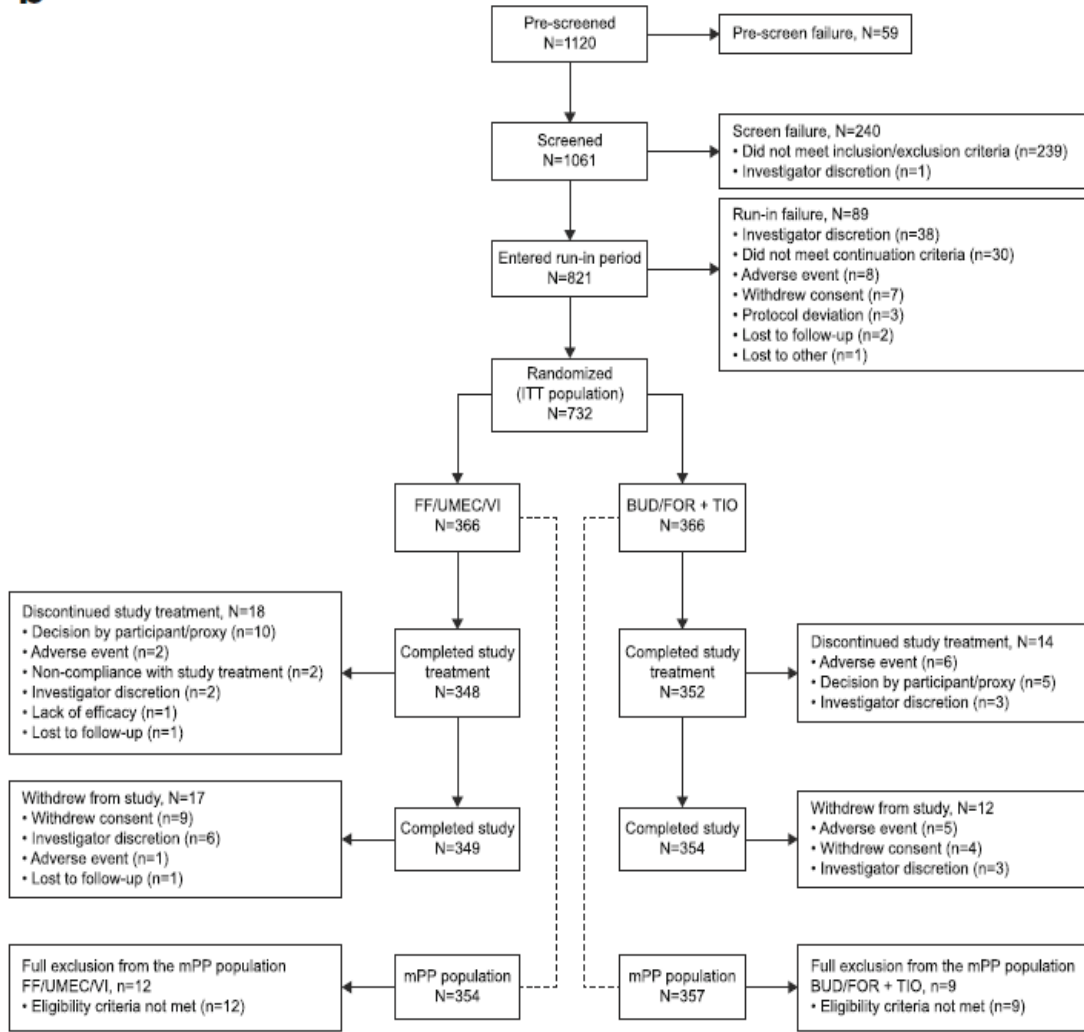 b
Pre-screened
N=1120
Pre-screen failure, N=59
Screened
N=1061
Screen failure, N=240
• Did not meet inclusion/exclusion criteria (n=239)
• Investigator discretion (n=1)
Entered run-in period
N=821
Run-in failure, N=89
• Investigator discretion (n=38)
• Did not meet continuation criteria (n=30)
• Adverse event (n=8)
• Withdrew consent (n=7)
• Protocol deviation (n=3)
• Lost to follow-up (n=2)
• Lost to other (n=1)
Randomized
(ITT population)
N=732
FF/UMEC/VI
N=366
BUD/FOR + TIO
N=366
Discontinued study treatment, N=18
• Decision by participant/proxy (n=10)
• Adverse event (n=2)
• Non-compliance with study treatment (n=2)
• Investigator discretion (n=2)
• Lack of efficacy (n=1)
• Lost to follow-up (n=1)
Completed study
treatment
N=348
Completed study
treatment
N=352
Discontinued study treatment, N=14
• Adverse event (n=6)
• Decision by participant/proxy (n=5)
• Investigator discretion (n=3)
Withdrew from study, N=17
• Withdrew consent (n=9)
• Investigator discretion (n=6)
• Adverse event (n=1)
• Lost to follow-up (n=1)
Completed study
N=349
Completed study
N=354
Withdrew from study, N=12
• Adverse event (n=5)
• Withdrew consent (n=4)
• Investigator discretion (n=3)
Full exclusion from the mPP population
FF/UMEC/VI, n=12
• Eligibility criteria not met (n=12)
mPP population
N=354
mPP population
N=357
Full exclusion from the mPP population
BUD/FOR + TIO, n=9
• Eligibility criteria not met (n=9)